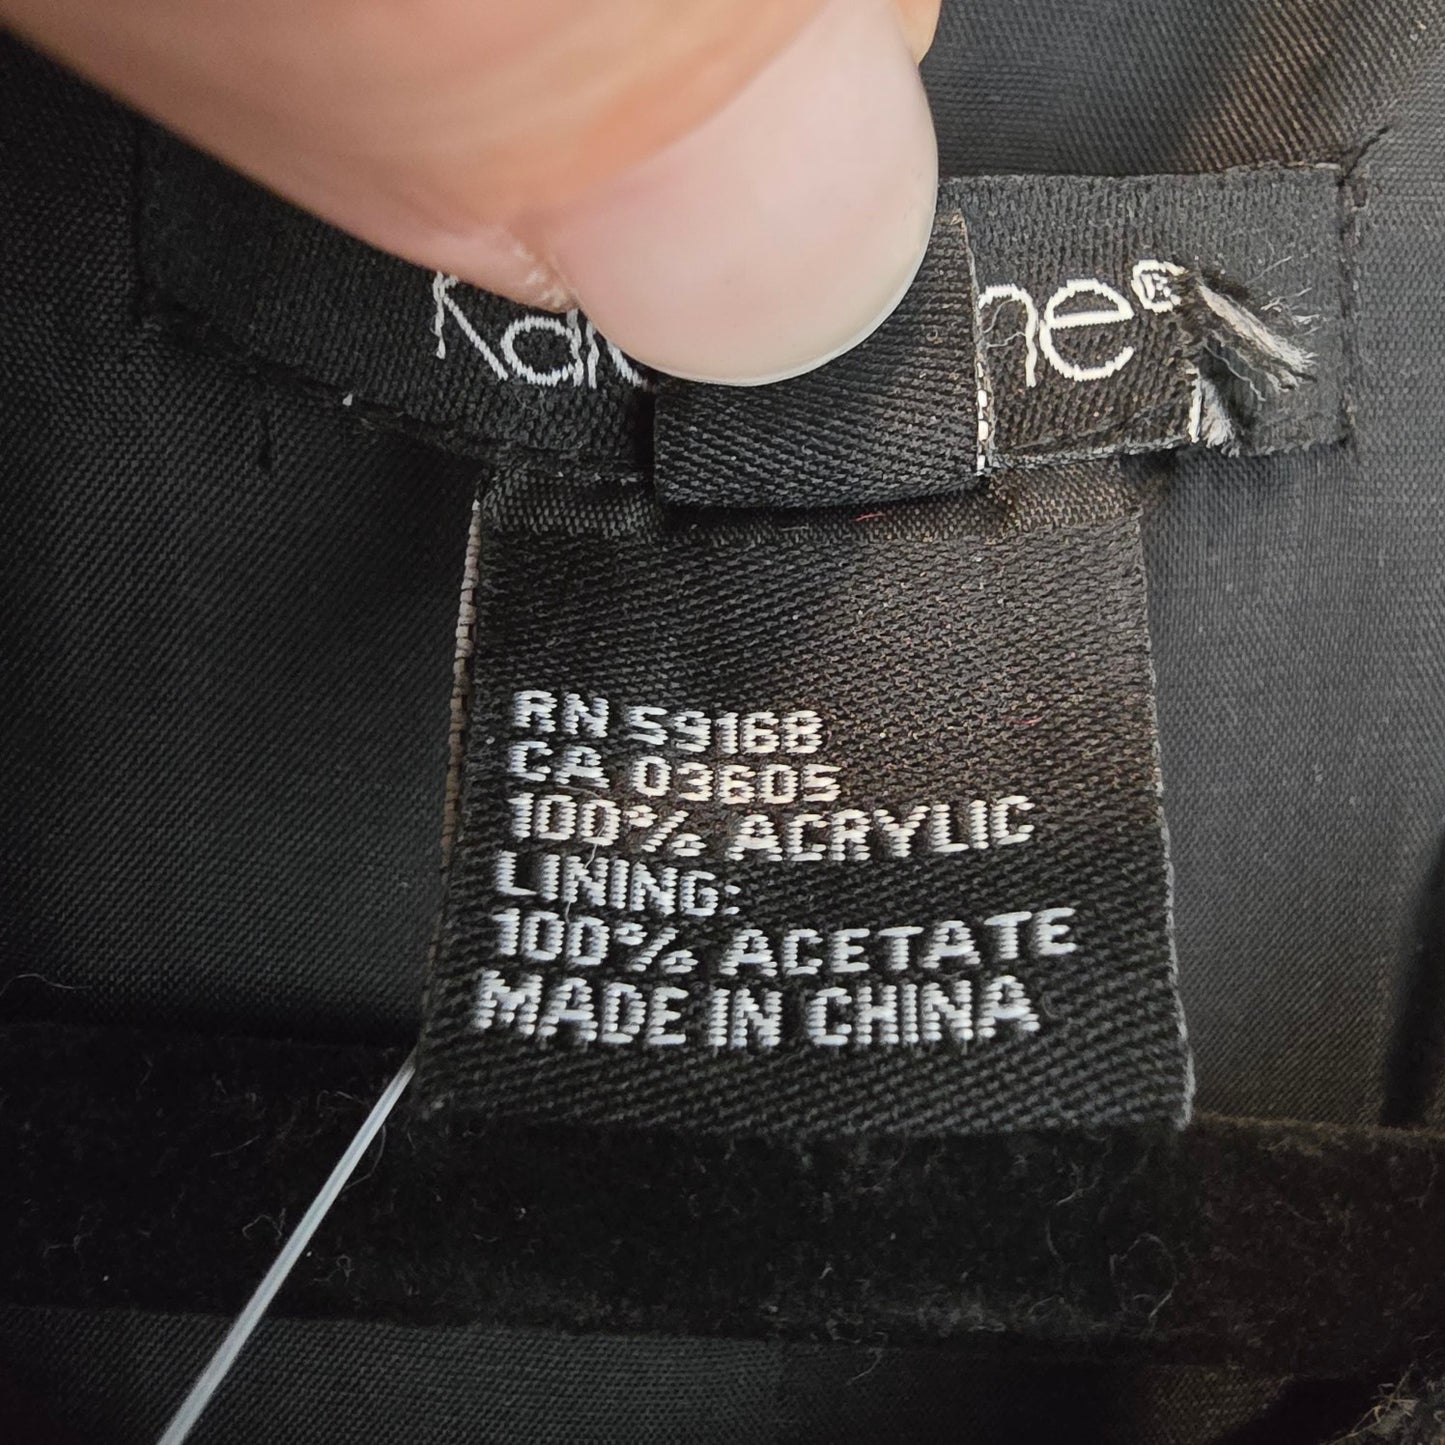 RN 59168
CA 03605
100% ACRYLIC
LINING:
100% ACETATE
MADE IN CHINA